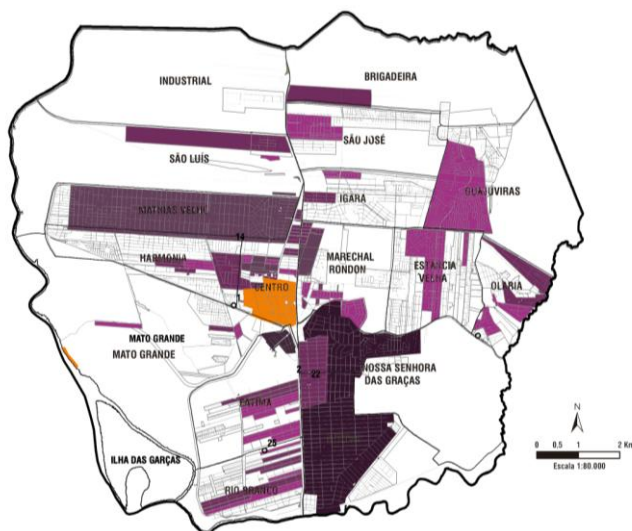 INDUSTRIAL
BRIGADEIRA
SÃO JOSÉ
SÃO LUÍS
GUAJUVIRAS
IGARA
MATHIAS VELHO
14
HARMONIA
MARECHAL
RONDON
ESTANCIA
VELHA
OLARIA
CENTRO
MATO GRANDE
MATO GRANDE
2
22
NOSSA SENHORA
DAS GRAÇAS
FATIMA
25
ILHA DAS GARÇAS
RIO BRANCO
N
0 0.5 1 2 Km
Escala 1:80.000